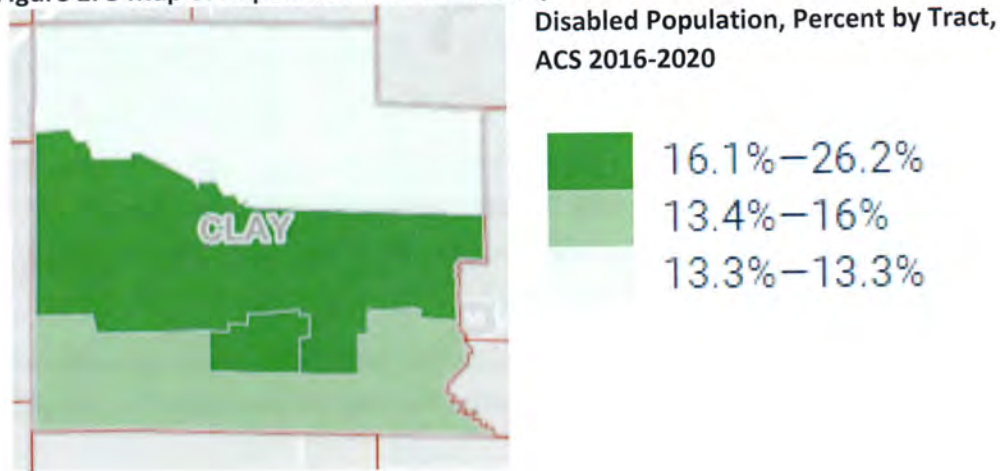 Disabled Population, Percent by Tract,
ACS 2016-2020
16.1%–26.2%
13.4%–16%
13.3%–13.3%
CLAY